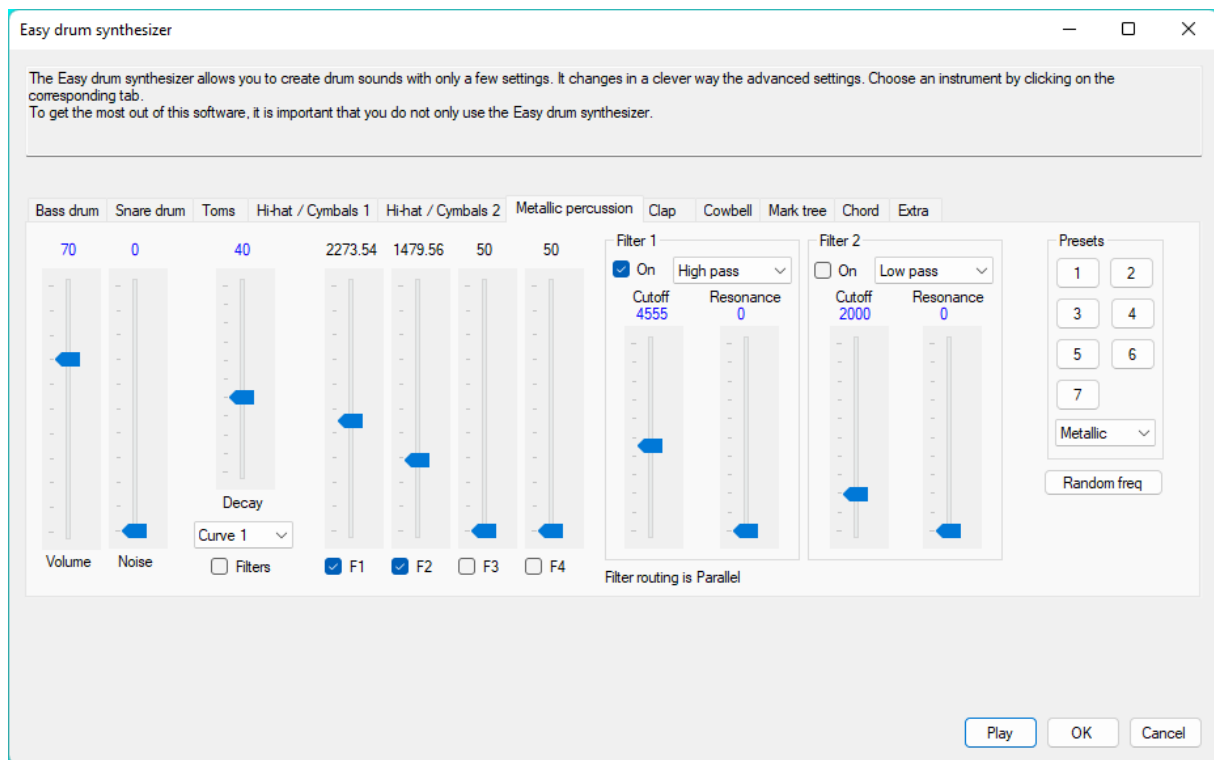 Easy drum synthesizer
The Easy drum synthesizer allows you to create drum sounds with only a few settings. It changes in a clever way the advanced settings. Choose an instrument by clicking on the
corresponding tab.
To get the most out of this software, it is important that you do not only use the Easy drum synthesizer.
Bass drum Snare drum Toms Hi-hat / Cymbals 1 Hi-hat / Cymbals 2 Metallic percussion Clap Cowbell Mark tree Chord Extra
70 0 40 2273.54 1479.56 50 50
Volume Noise
Decay
Curve 1
Filters
F1 F2 F3 F4
Filter 1
On High pass
Cutoff Resonance
4555 0
Filter 2
On Low pass
Cutoff Resonance
2000 0
Filter routing is Parallel
Presets
1 2
3 4
5 6
7
Metallic
Random freq
Play OK Cancel